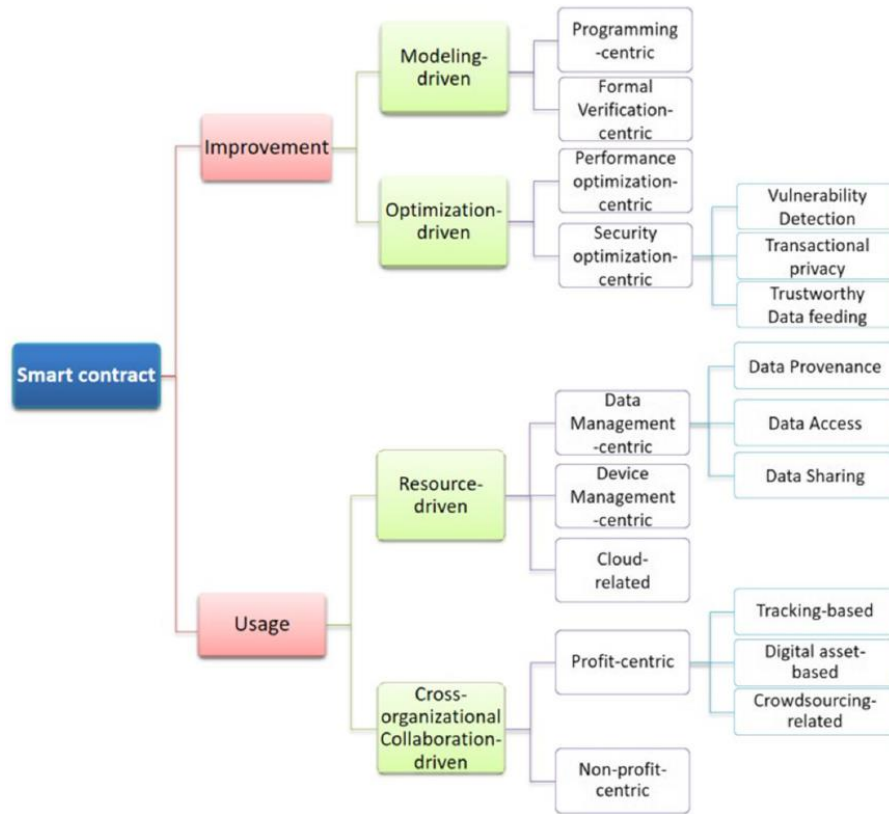 Smart contract
Improvement
Modeling-
driven
Programming
-centric
Formal
Verification-
centric
Optimization-
driven
Performance
optimization-
centric
Security
optimization-
centric
Vulnerability
Detection
Transactional
privacy
Trustworthy
Data feeding
Usage
Resource-
driven
Data
Management
-centric
Data Provenance
Data Access
Data Sharing
Device
Management
-centric
Cloud-
related
Cross-
organizational
Collaboration-
driven
Profit-centric
Tracking-based
Digital asset-
based
Crowdsourcing-
related
Non-profit-
centric